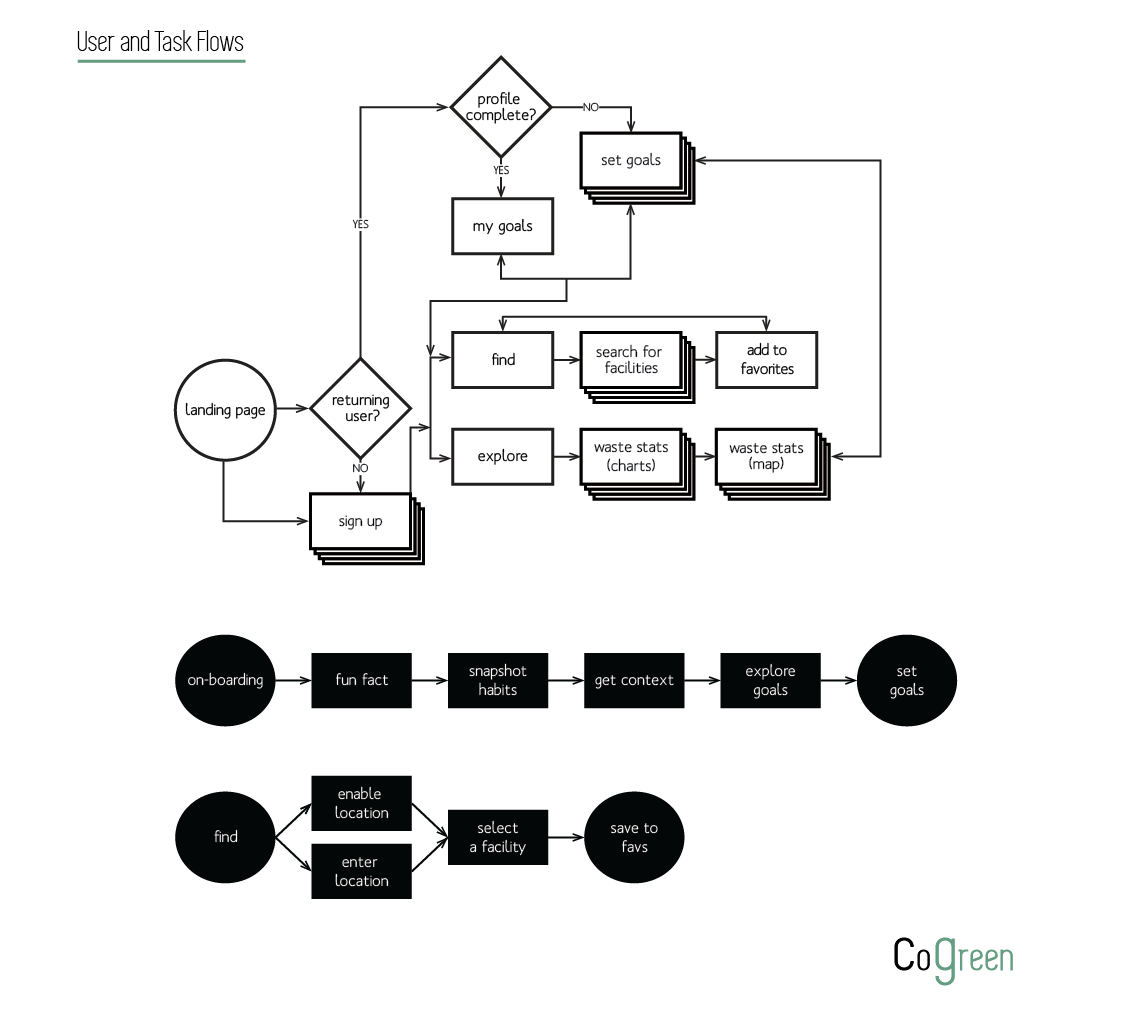 User and Task Flows
profile
complete?
NO
set goals
YES
my goals
YES
find
search for
facilities
add to
favorites
landing page
returning
user?
explore
waste stats
(charts)
waste stats
(map)
NO
sign up
on-boarding
fun fact
snapshot
habits
get context
explore
goals
set
goals
find
enable
location
enter
location
select
a facility
save to
favs
CoGreen